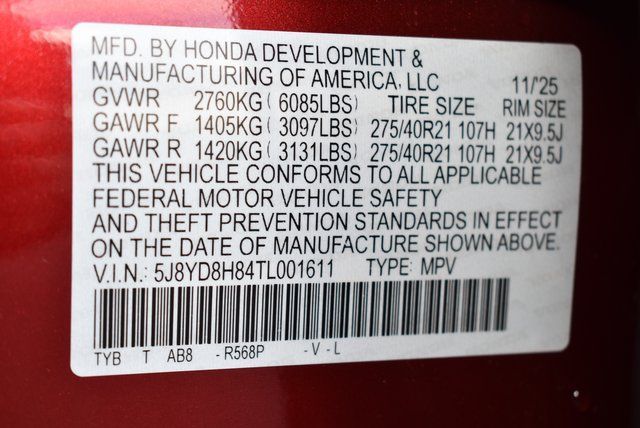 MFD. BY HONDA DEVELOPMENT &
MANUFACTURING OF AMERICA, LLC 11/25
GVWR 2760KG ( 6085LBS) TIRE SIZE RIM SIZE
GAWR F 1405KG ( 3097LBS) 275/40R21 107H 21X9.5J
GAWR R 1420KG ( 3131LBS) 275/40R21 107H 21X9.5J
THIS VEHICLE CONFORMS TO ALL APPLICABLE
FEDERAL MOTOR VEHICLE SAFETY
AND THEFT PREVENTION STANDARDS IN EFFECT
ON THE DATE OF MANUFACTURE SHOWN ABOVE.
V.I.N.: 5J8YD8H84TL001611 TYPE: MPV
TYB T AB8 - R568P - V - L